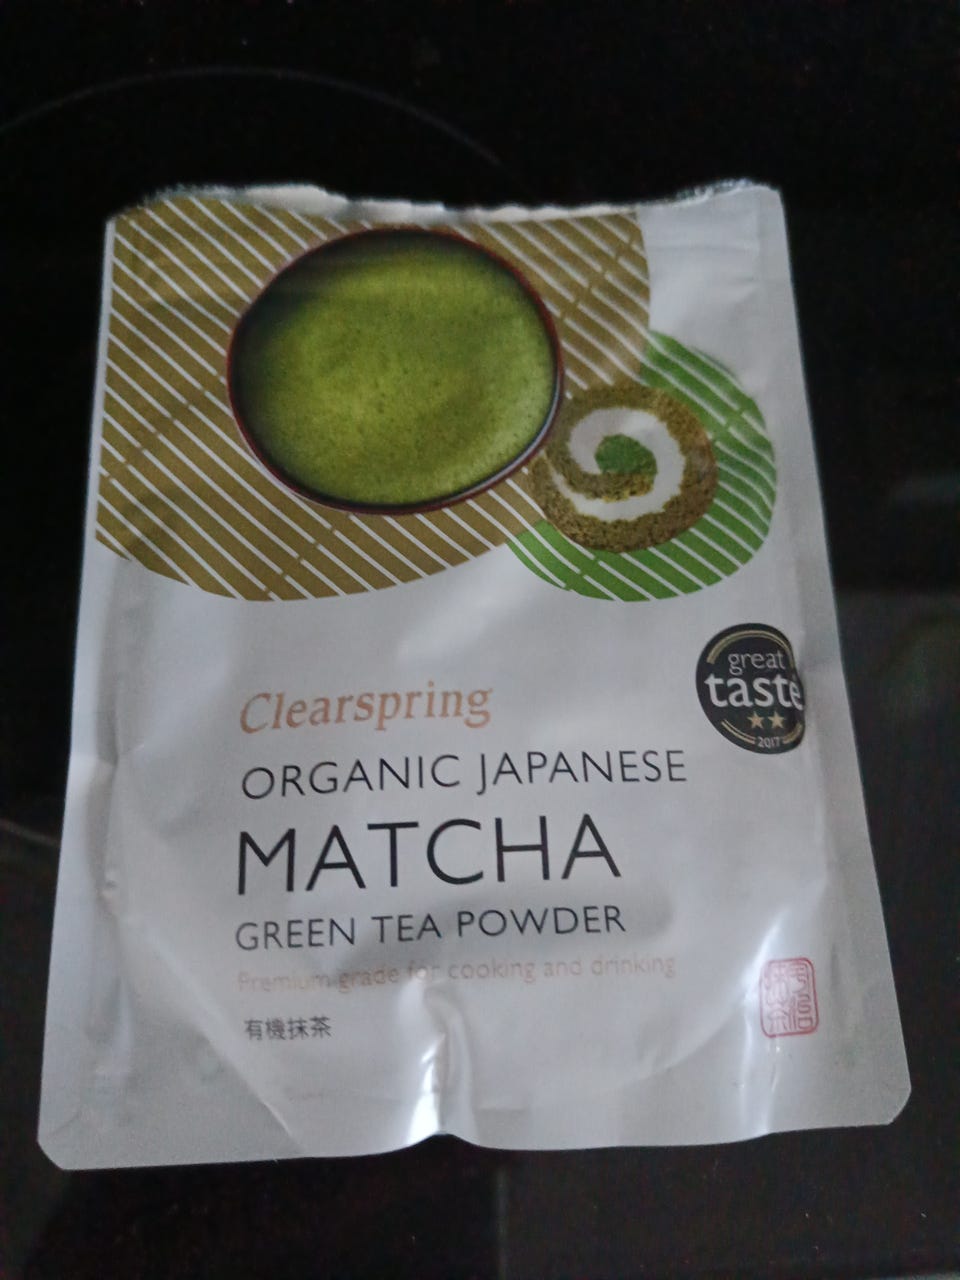 great
taste
2017
Clearspring
ORGANIC JAPANESE
MATCHA
GREEN TEA POWDER
Premium grade for cooking and drinking
有機抹茶